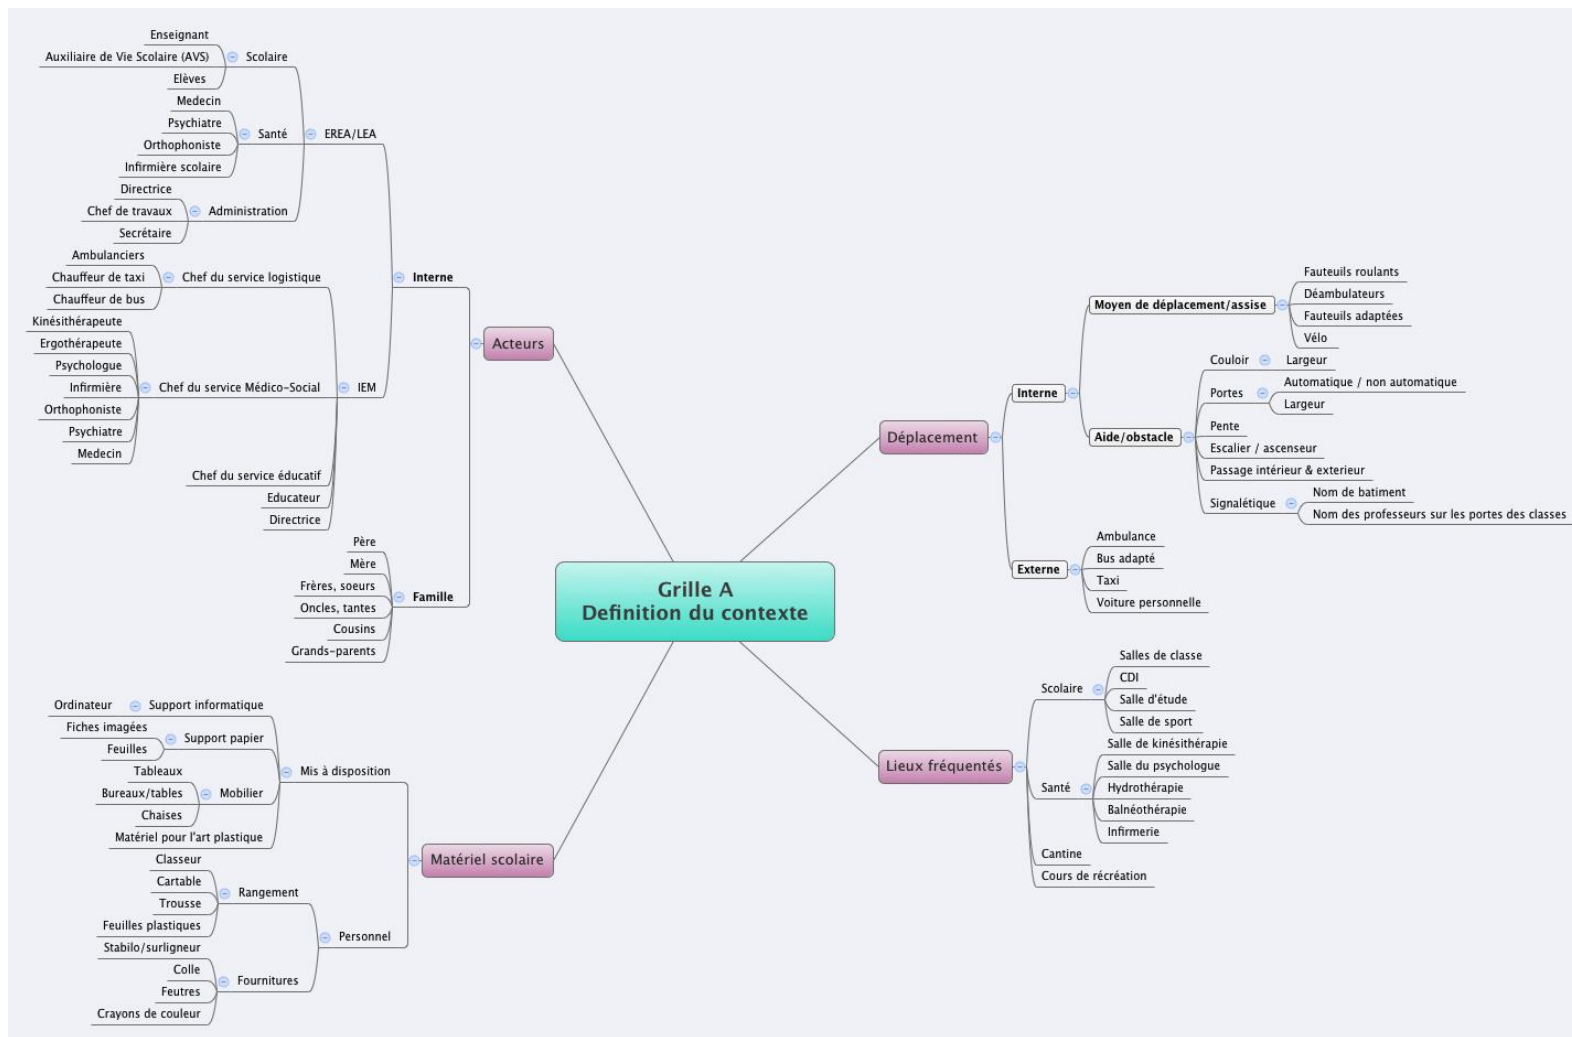 Grille A
Definition du contexte
Acteurs
Interne
EREA/LEA
Scolaire
Enseignant
Auxiliaire de Vie Scolaire (AVS)
Elèves
Santé
Medecin
Psychiatre
Orthophoniste
Infirmière scolaire
Administration
Directrice
Chef de travaux
Secrétaire
IEM
Chef du service logistique
Ambulanciers
Chauffeur de taxi
Chauffeur de bus
Chef du service Médico-Social
Kinésithérapeute
Ergothérapeute
Psychologue
Infirmière
Orthophoniste
Psychiatre
Medecin
Chef du service éducatif
Educateur
Directrice
Famille
Père
Mère
Frères, soeurs
Oncles, tantes
Cousins
Grands-parents
Matériel scolaire
Mis à disposition
Support informatique
Ordinateur
Support papier
Fiches imagées
Feuilles
Mobilier
Tableaux
Bureaux/tables
Chaises
Matériel pour l'art plastique
Personnel
Rangement
Classeur
Cartable
Trousse
Feuilles plastiques
Fournitures
Stabilo/surligneur
Colle
Feutres
Crayons de couleur
Déplacement
Interne
Moyen de déplacement/assise
Fauteuils roulants
Déambulateurs
Fauteuils adaptées
Vélo
Aide/obstacle
Couloir
Largeur
Portes
Automatique / non automatique
Largeur
Pente
Escalier / ascenseur
Passage intérieur & exterieur
Signalétique
Nom de batiment
Nom des professeurs sur les portes des classes
Externe
Ambulance
Bus adapté
Taxi
Voiture personnelle
Lieux fréquentés
Scolaire
Salles de classe
CDI
Salle d'étude
Salle de sport
Santé
Salle de kinésithérapie
Salle du psychologue
Hydrothérapie
Balnéothérapie
Infirmerie
Cantine
Cours de récréation